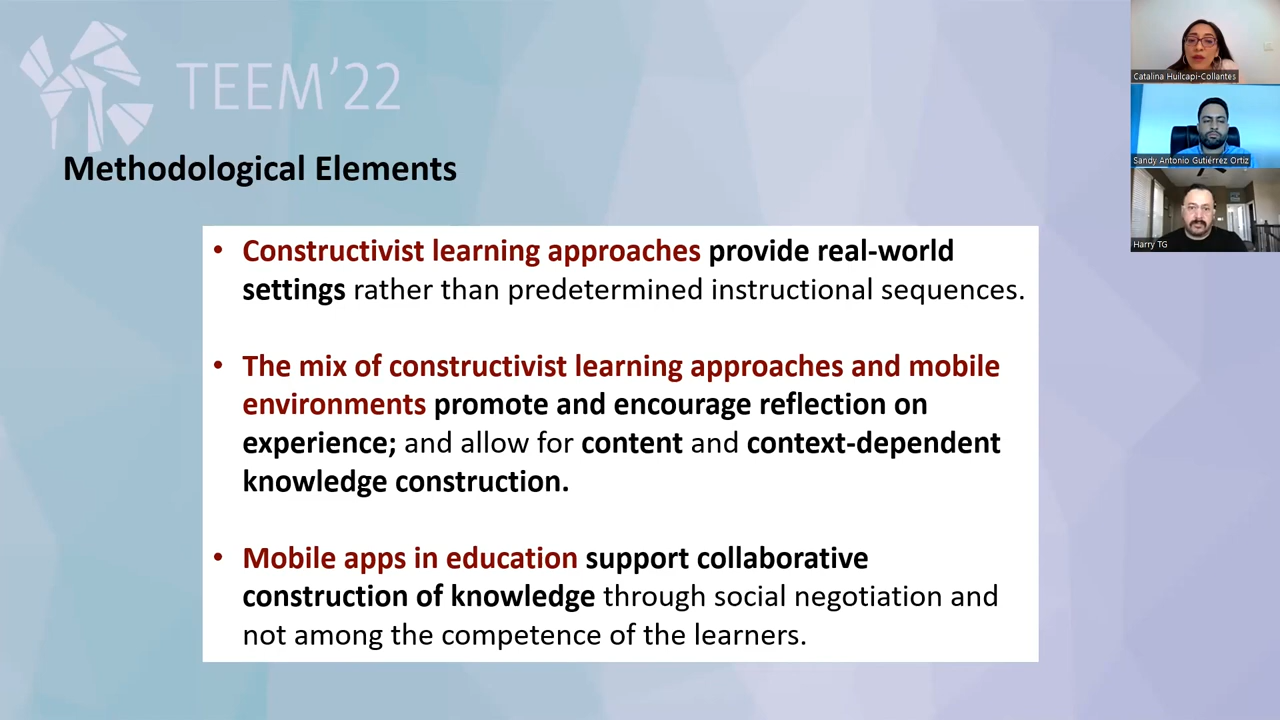 TEEM’22
Methodological Elements
• Constructivist learning approaches provide real-world
settings rather than predetermined instructional sequences.
• The mix of constructivist learning approaches and mobile
environments promote and encourage reflection on
experience; and allow for content and context-dependent
knowledge construction.
• Mobile apps in education support collaborative
construction of knowledge through social negotiation and
not among the competence of the learners.
Catalina Huilcapi-Collantes
Sandy Antonio Gutiérrez Ortiz
Harry TG